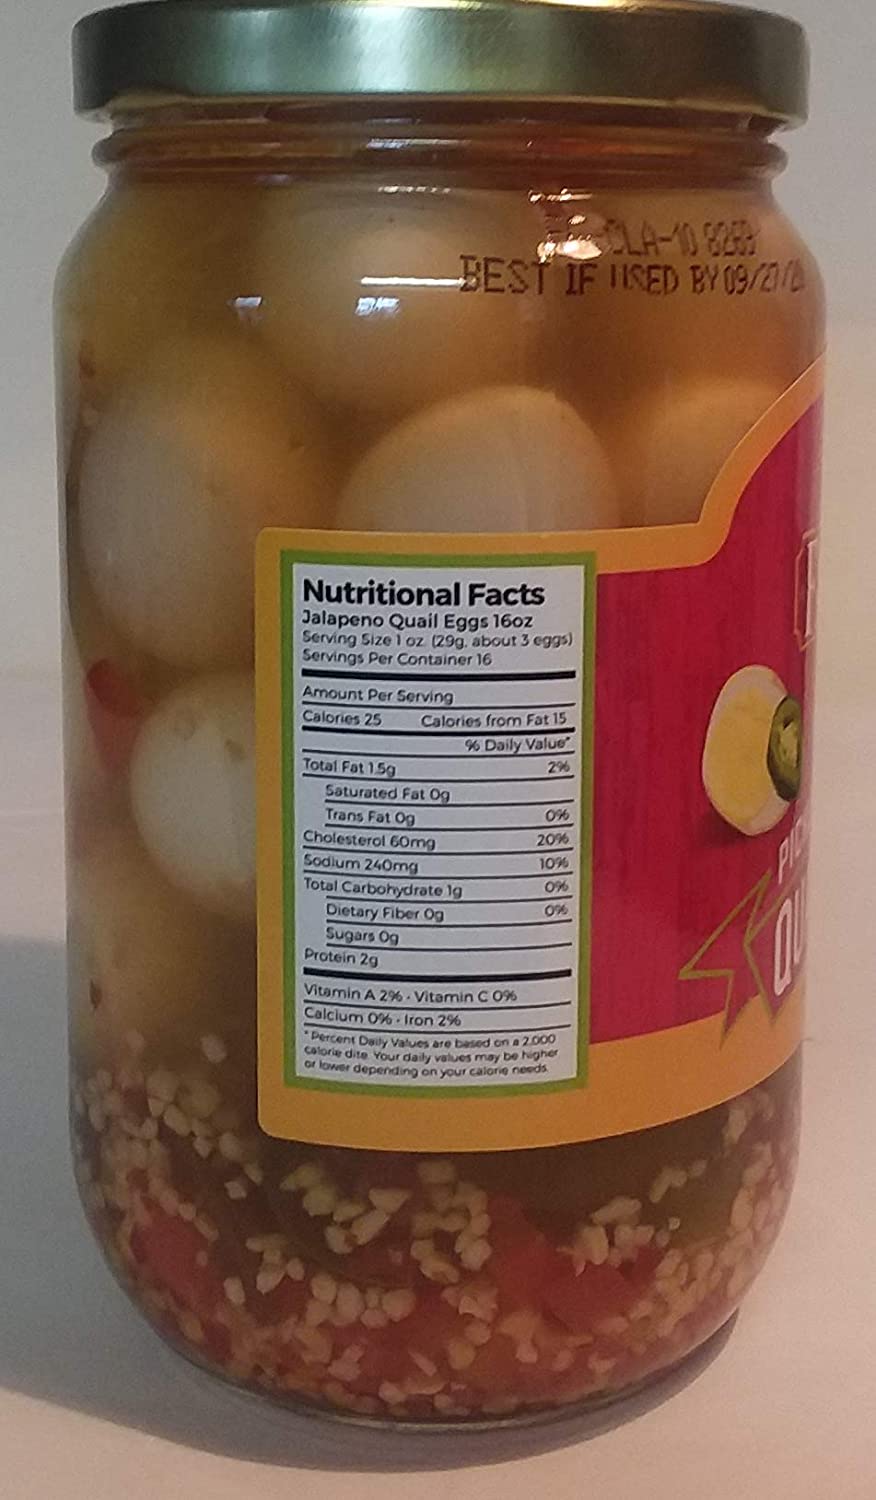 CLA-10 8269
BEST IF USED BY 09/27/2
Nutritional Facts
Jalapeno Quail Eggs 16oz
Serving Size 1 oz. (29g, about 3 eggs)
Servings Per Container 16
Amount Per Serving
Calories 25 Calories from Fat 15
% Daily Value*
Total Fat 1.5g 2%
Saturated Fat 0g
Trans Fat 0g 0%
Cholesterol 60mg 20%
Sodium 240mg 10%
Total Carbohydrate 1g 0%
Dietary Fiber 0g 0%
Sugars 0g
Protein 2g
Vitamin A 2% · Vitamin C 0%
Calcium 0% · Iron 2%
* Percent Daily Values are based on a 2,000
calorie dite. Your daily values may be higher
or lower depending on your calorie needs.
PIC
QU